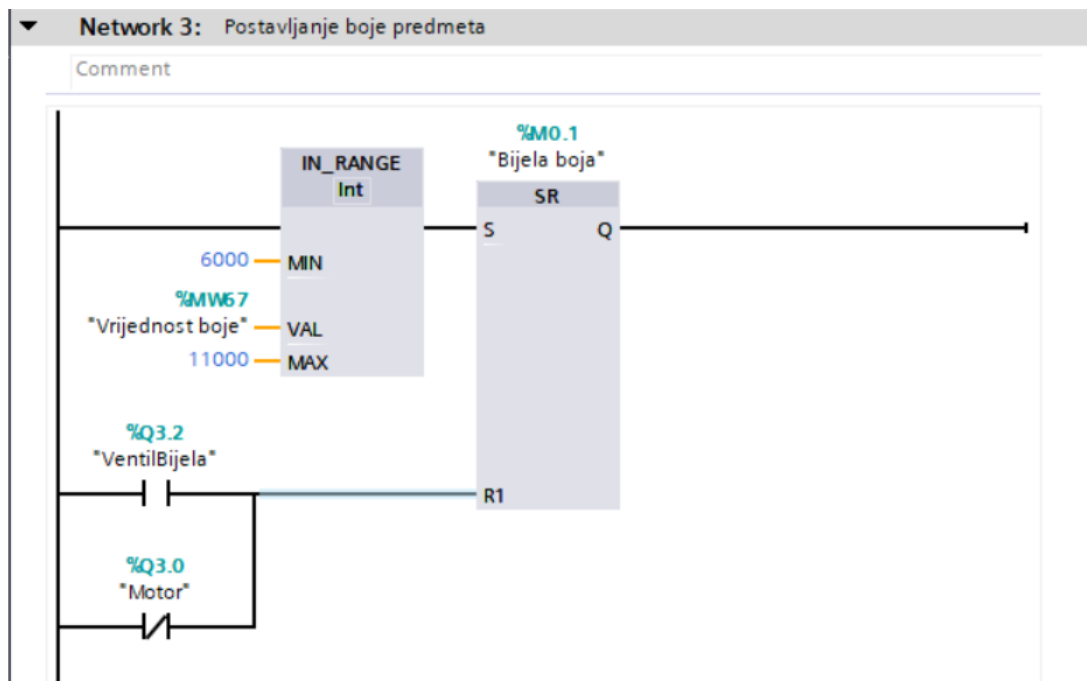 Network 3: Postavljanje boje predmeta
Comment
%M0.1
"Bijela boja"
IN_RANGE
Int
SR
S Q
6000 MIN
%MW67
"Vrijednost boje" VAL
11000 MAX
%Q3.2
"VentilBijela"
R1
%Q3.0
"Motor"